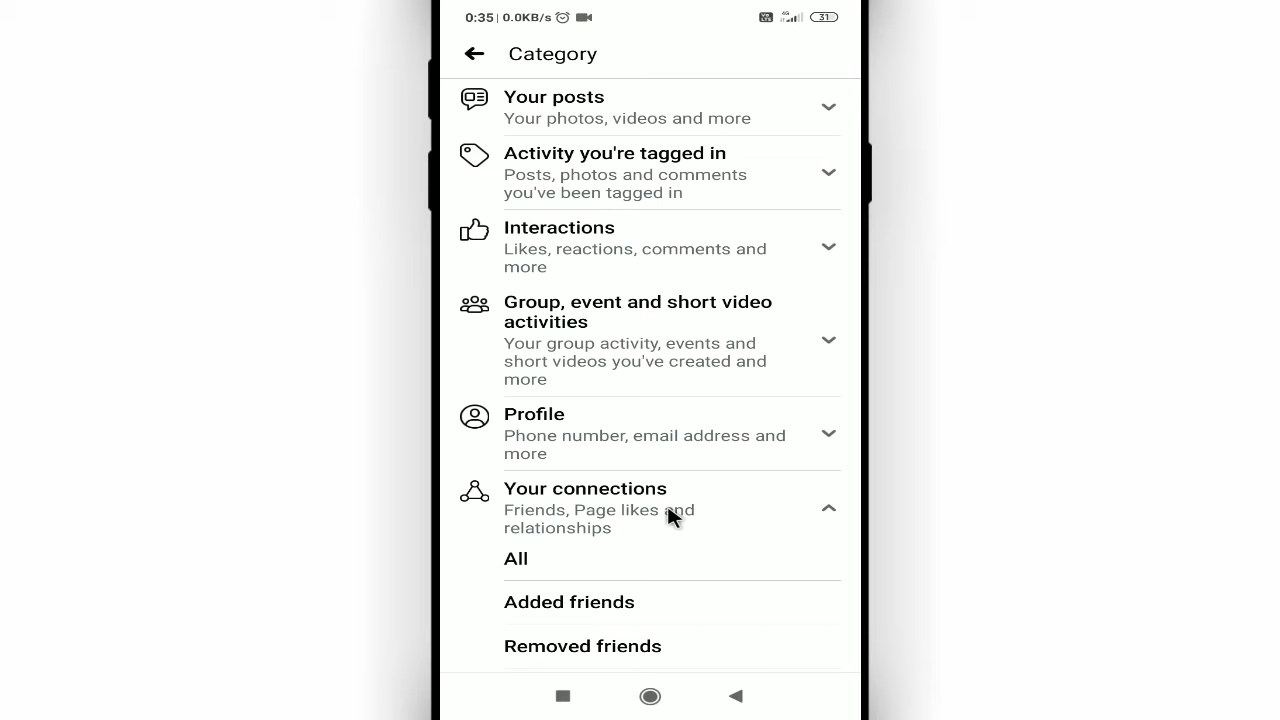 0:35 | 0.0KB/s
4G 31
Category
Your posts
Your photos, videos and more
Activity you're tagged in
Posts, photos and comments
you've been tagged in
Interactions
Likes, reactions, comments and
more
Group, event and short video
activities
Your group activity, events and
short videos you've created and
more
Profile
Phone number, email address and
more
Your connections
Friends, Page likes and
relationships
All
Added friends
Removed friends